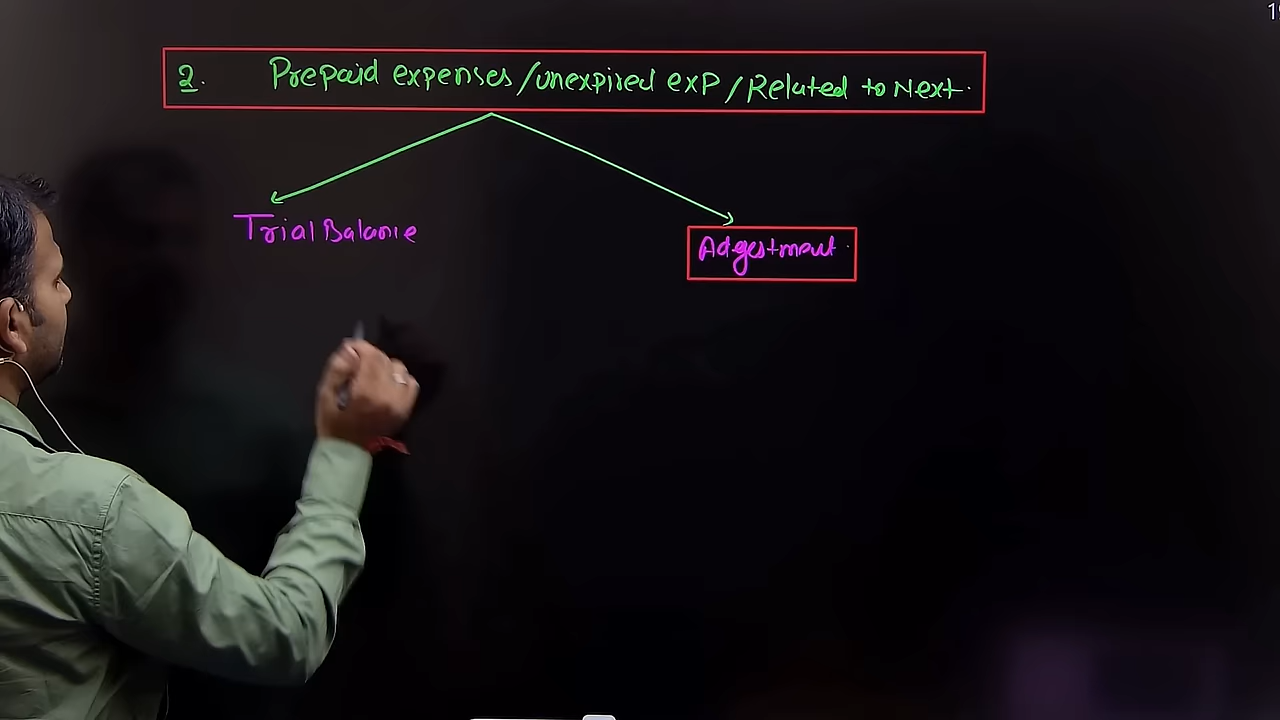 2. Prepaid expenses/unexpired exp/Related to Next.
Trial Balance
Adgestment